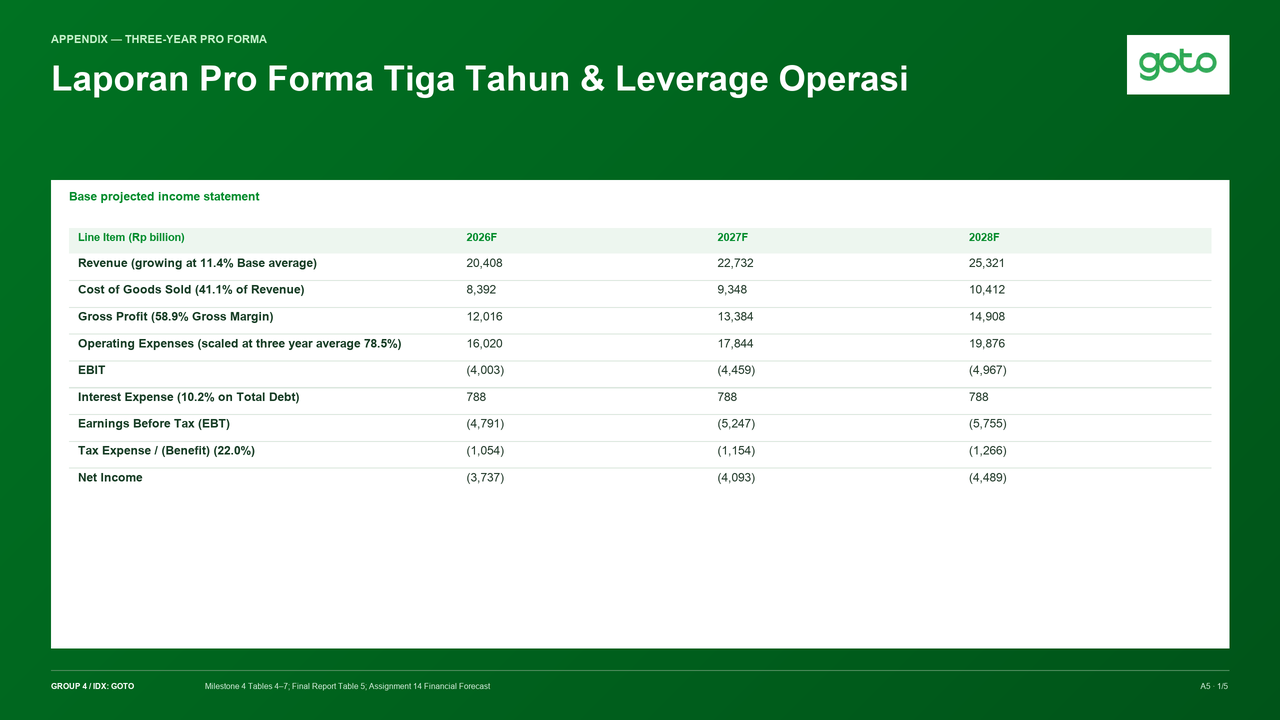 APPENDIX — THREE-YEAR PRO FORMA
Laporan Pro Forma Tiga Tahun & Leverage Operasi
goto
Base projected income statement
Line Item (Rp billion) 2026F 2027F 2028F
Revenue (growing at 11.4% Base average) 20,408 22,732 25,321
Cost of Goods Sold (41.1% of Revenue) 8,392 9,348 10,412
Gross Profit (58.9% Gross Margin) 12,016 13,384 14,908
Operating Expenses (scaled at three year average 78.5%) 16,020 17,844 19,876
EBIT (4,003) (4,459) (4,967)
Interest Expense (10.2% on Total Debt) 788 788 788
Earnings Before Tax (EBT) (4,791) (5,247) (5,755)
Tax Expense / (Benefit) (22.0%) (1,054) (1,154) (1,266)
Net Income (3,737) (4,093) (4,489)
GROUP 4 / IDX: GOTO Milestone 4 Tables 4–7; Final Report Table 5; Assignment 14 Financial Forecast A5 · 1/5